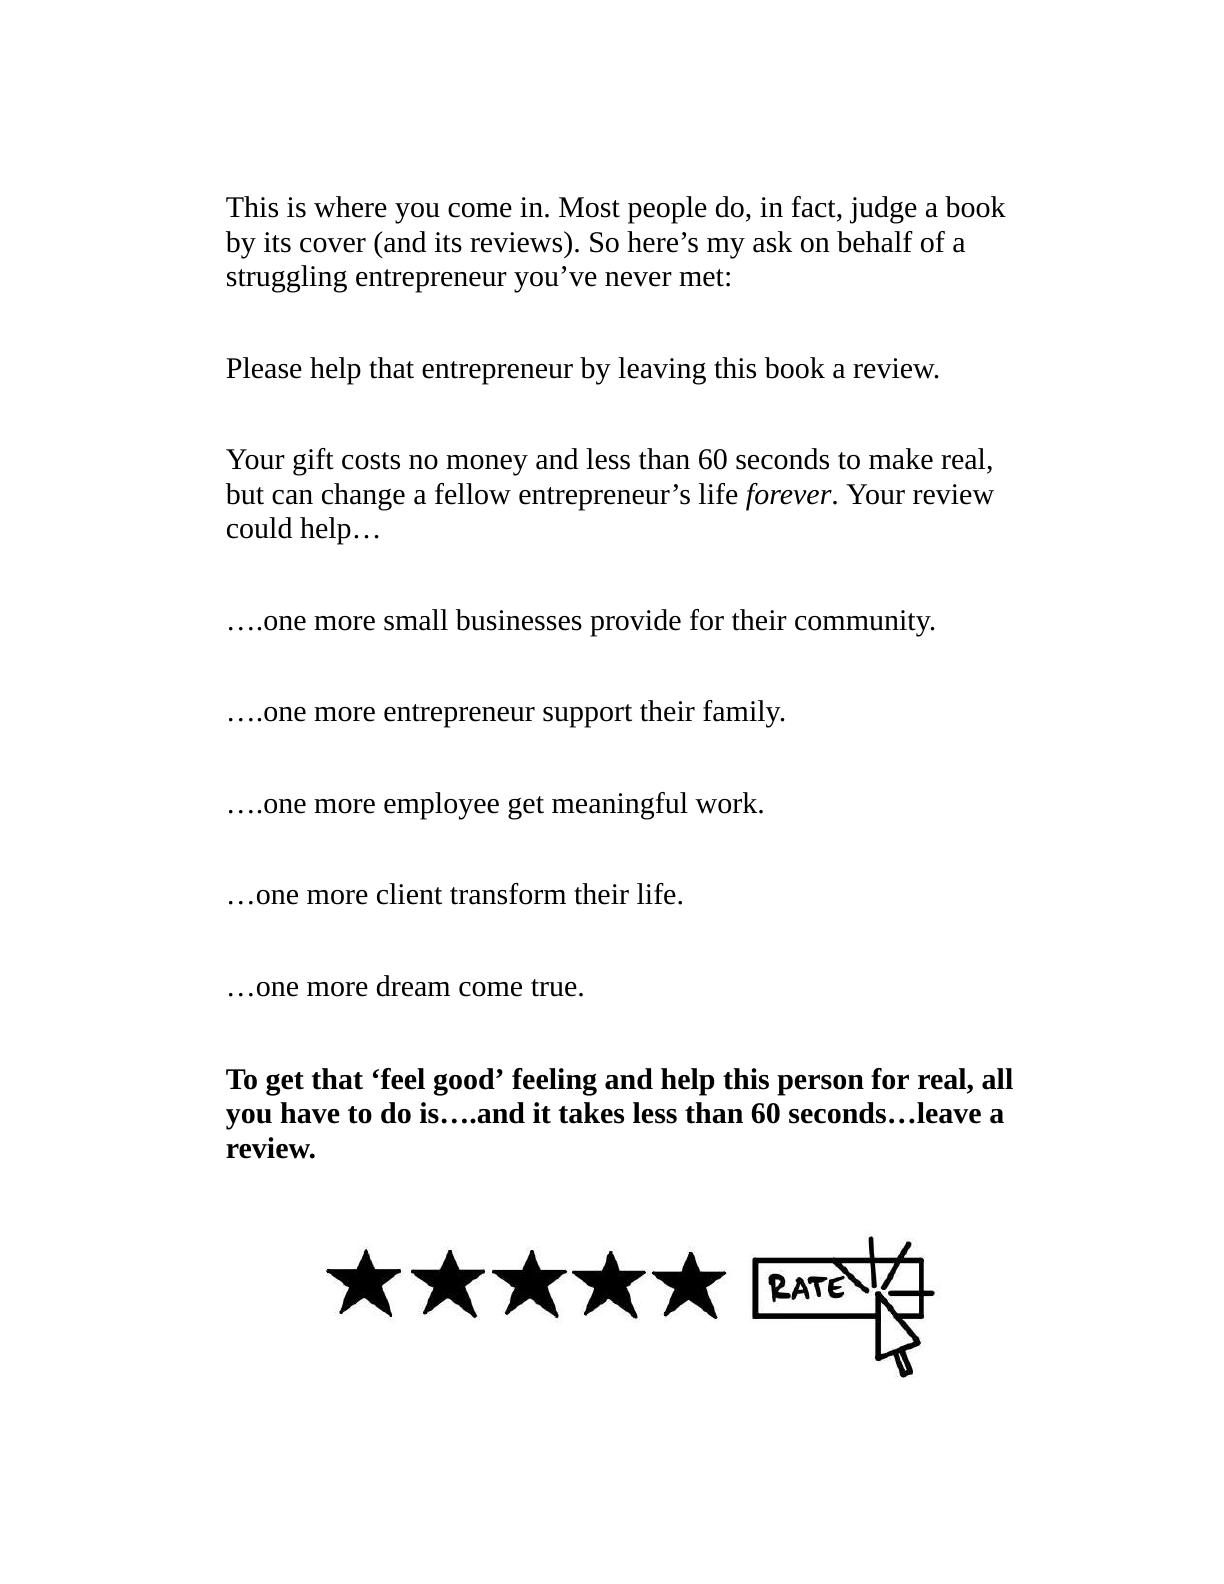 This is where you come in. Most people do, in fact, judge a book
by its cover (and its reviews). So here’s my ask on behalf of a
struggling entrepreneur you’ve never met:
Please help that entrepreneur by leaving this book a review.
Your gift costs no money and less than 60 seconds to make real,
but can change a fellow entrepreneur’s life forever. Your review
could help…
….one more small businesses provide for their community.
….one more entrepreneur support their family.
….one more employee get meaningful work.
…one more client transform their life.
…one more dream come true.
To get that ‘feel good’ feeling and help this person for real, all
you have to do is….and it takes less than 60 seconds…leave a
review.
RATE